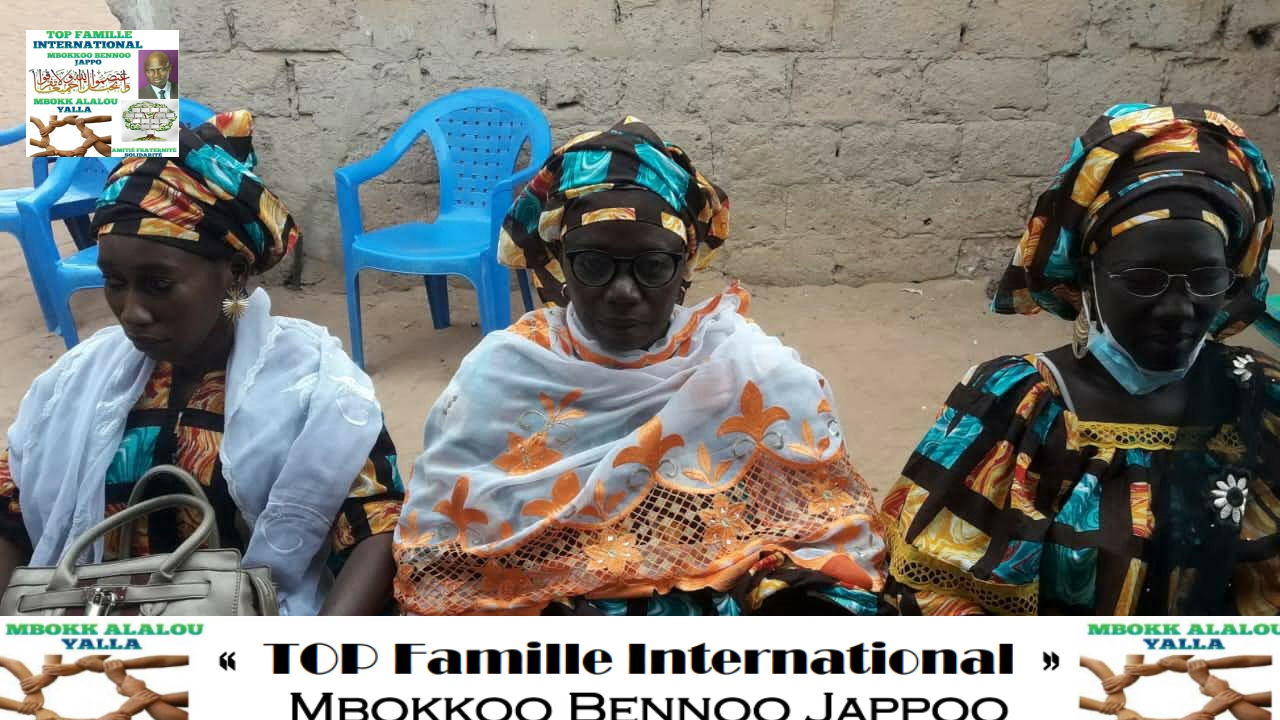 TOP FAMILLE
INTERNATIONAL
MBOKKOO BENNOO
JAPPO
MBOKK ALALOU
YALLA
AMITIÉ FRATERNITÉ
SOLIDARITÉ
MBOKK ALALOU
YALLA
« TOP Famille International »
MBOKKOO BENNOO JAPPOO
MBOKK ALALOU
YALLA